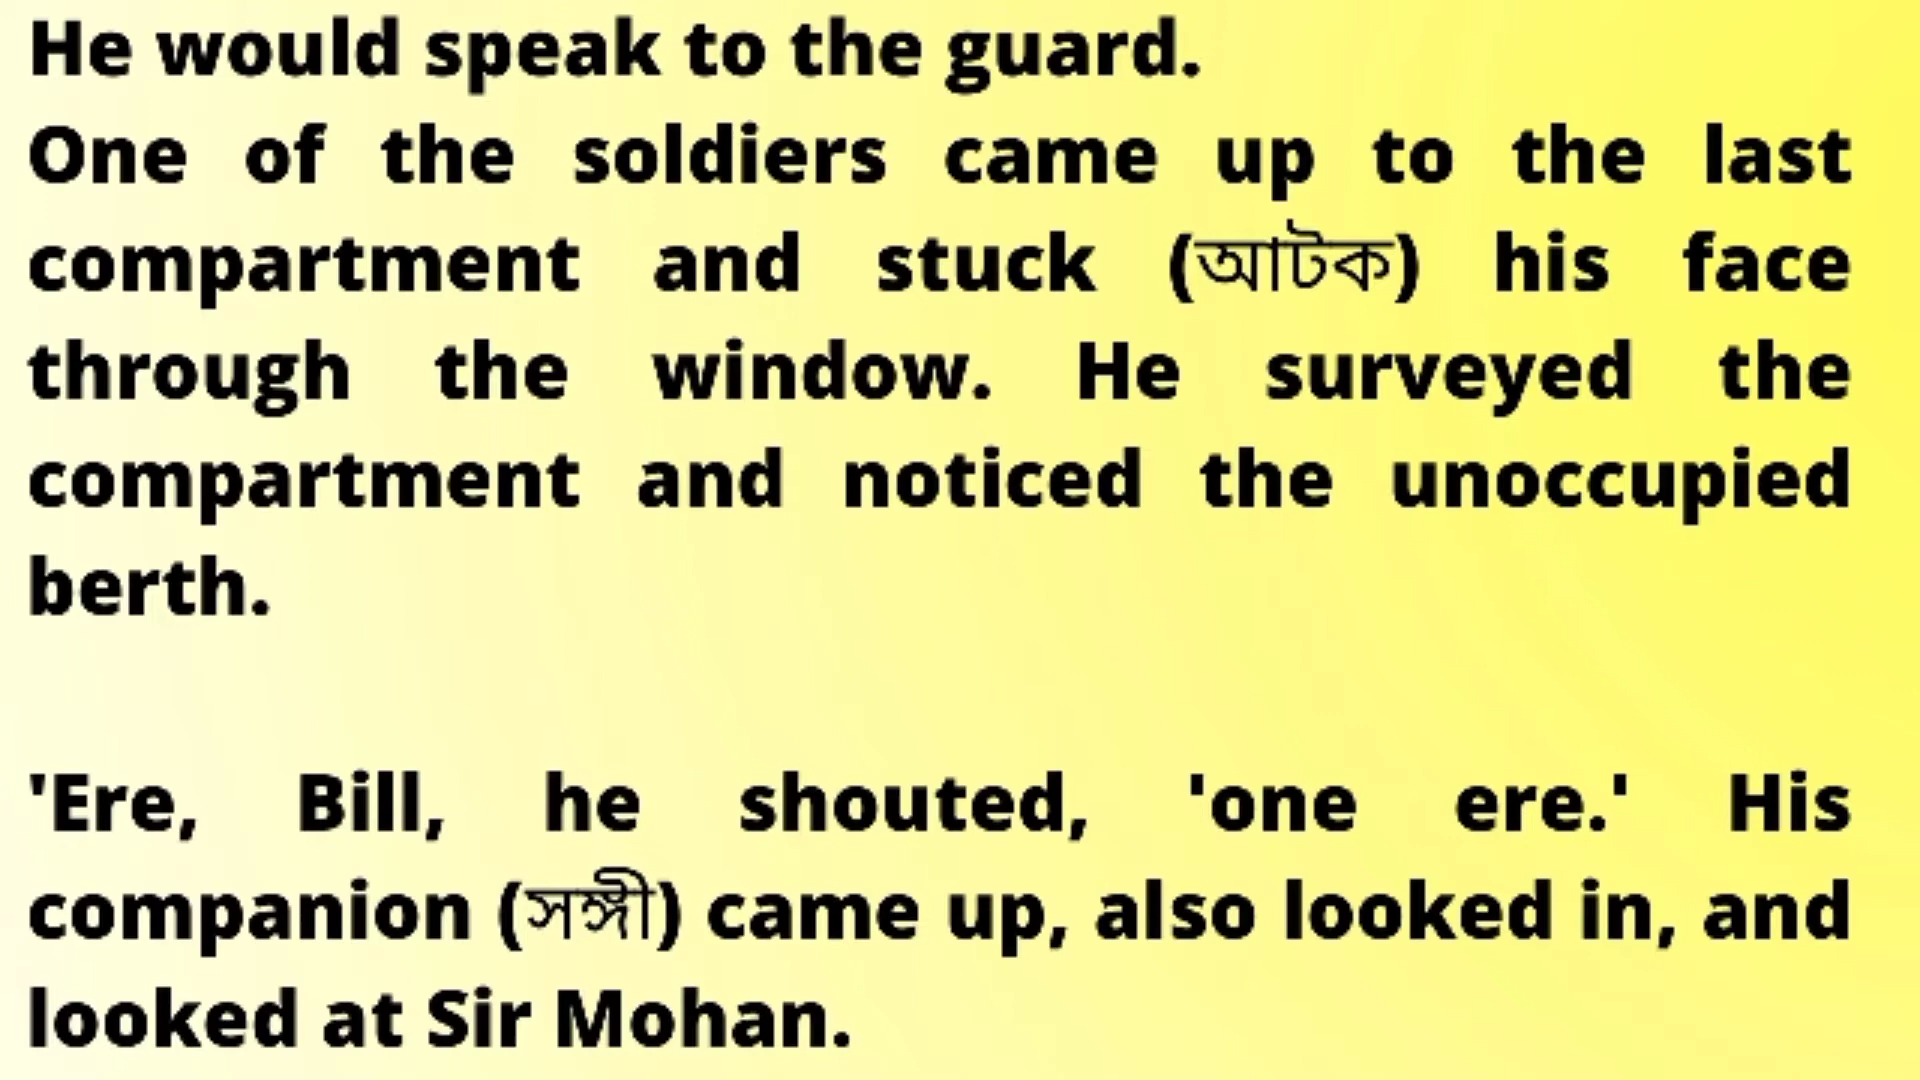 He would speak to the guard.
One of the soldiers came up to the last
compartment and stuck (আটক) his face
through the window. He surveyed the
compartment and noticed the unoccupied
berth.
'Ere, Bill, he shouted, 'one ere.' His
companion (সঙ্গী) came up, also looked in, and
looked at Sir Mohan.